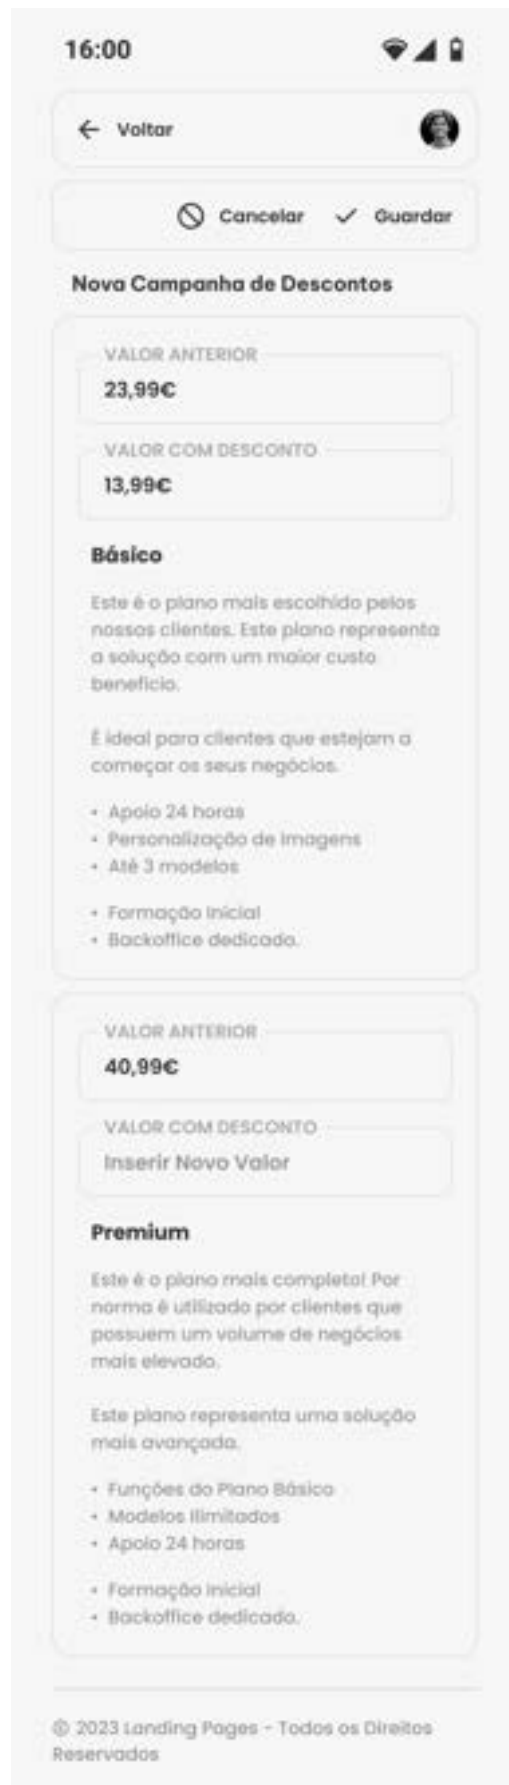 16:00
Voltar
Cancelar Guardar
Nova Campanha de Descontos
VALOR ANTERIOR
23,99€
VALOR COM DESCONTO
13,99€
Básico
Este é o plano mais escolhido pelos
nossos clientes. Este plano representa
a solução com um maior custo
benefício.
É ideal para clientes que estejam a
começar os seus negócios.
• Apoio 24 horas
• Personalização de Imagens
• Até 3 modelos
• Formação Inicial
• Backoffice dedicado.
VALOR ANTERIOR
40,99€
VALOR COM DESCONTO
Inserir Novo Valor
Premium
Este é o plano mais completo! Por
norma é utilizado por clientes que
possuem um volume de negócios
mais elevado.
Este plano representa uma solução
mais avançada.
• Funções do Plano Básico
• Modelos Ilimitados
• Apoio 24 horas
• Formação Inicial
• Backoffice dedicado.
© 2023 Landing Pages - Todos os Direitos
Reservados